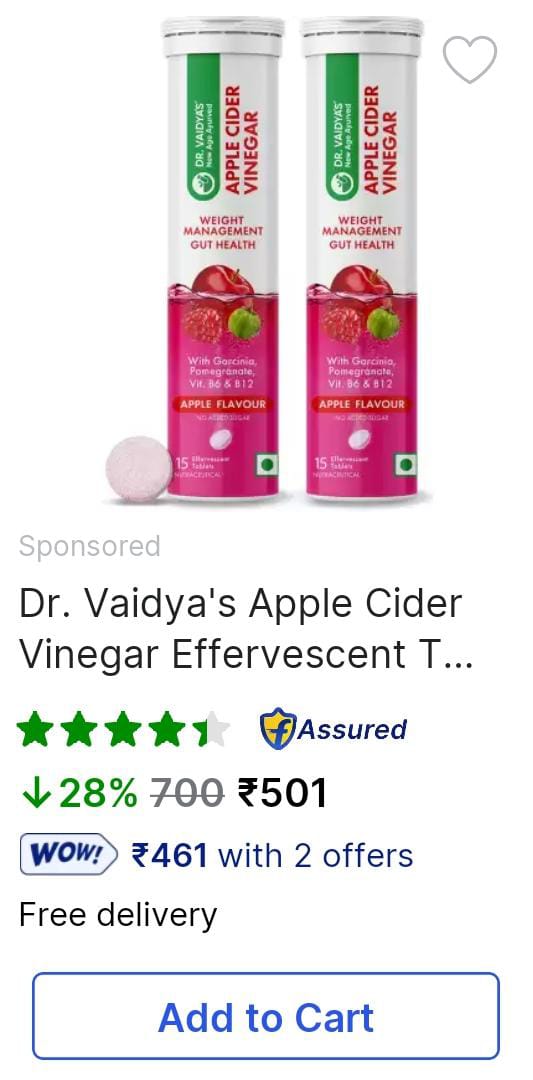 DR. VAIDYA'S
New Age Ayurved
APPLE CIDER
VINEGAR
WEIGHT
MANAGEMENT
GUT HEALTH
With Garcinia,
Pomegranate,
Vit. B6 & B12
APPLE FLAVOUR
NO ADDED SUGAR
15 Effervescent
Tablets
NUTRACEUTICAL
DR. VAIDYA'S
New Age Ayurved
APPLE CIDER
VINEGAR
WEIGHT
MANAGEMENT
GUT HEALTH
With Garcinia,
Pomegranate,
Vit. B6 & B12
APPLE FLAVOUR
NO ADDED SUGAR
15 Effervescent
Tablets
NUTRACEUTICAL
Sponsored
Dr. Vaidya's Apple Cider
Vinegar Effervescent T...
f Assured
↓28% 700 ₹501
WOW! ₹461 with 2 offers
Free delivery
Add to Cart